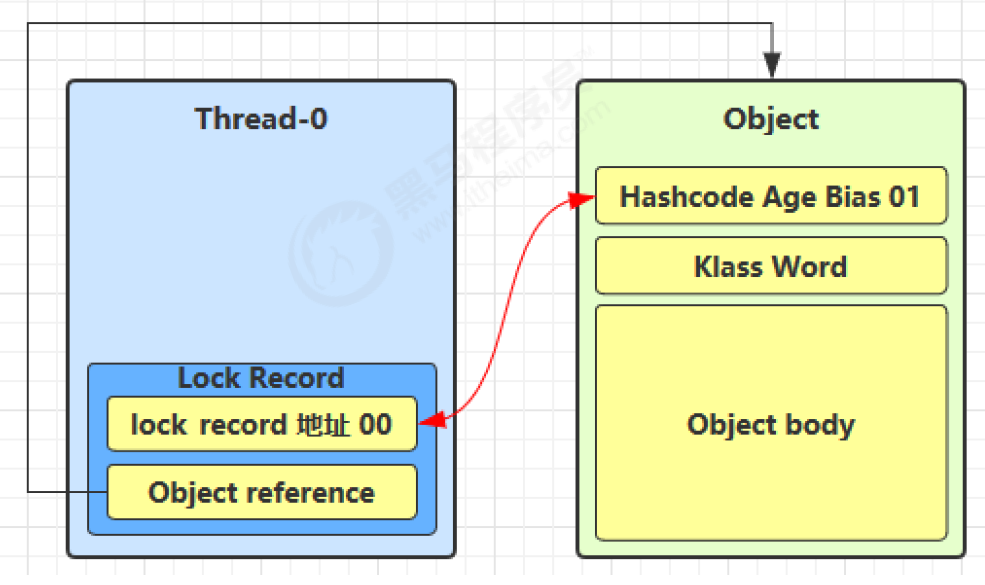 Thread-0
Lock Record
lock record 地址 00
Object reference
Object
Hashcode Age Bias 01
Klass Word
Object body
黑马程序员
www.itheima.com